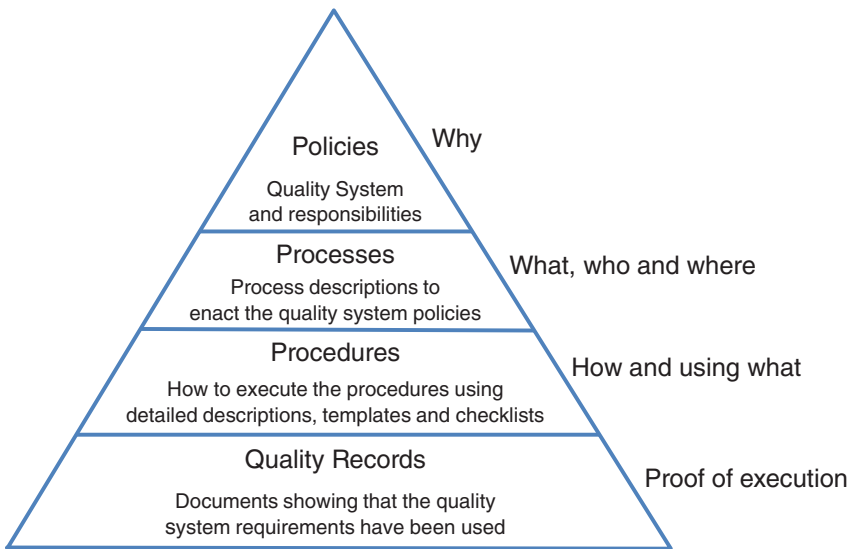 Policies
Why
Quality System
and responsibilities
Processes
What, who and where
Process descriptions to
enact the quality system policies
Procedures
How and using what
How to execute the procedures using
detailed descriptions, templates and checklists
Quality Records
Proof of execution
Documents showing that the quality
system requirements have been used